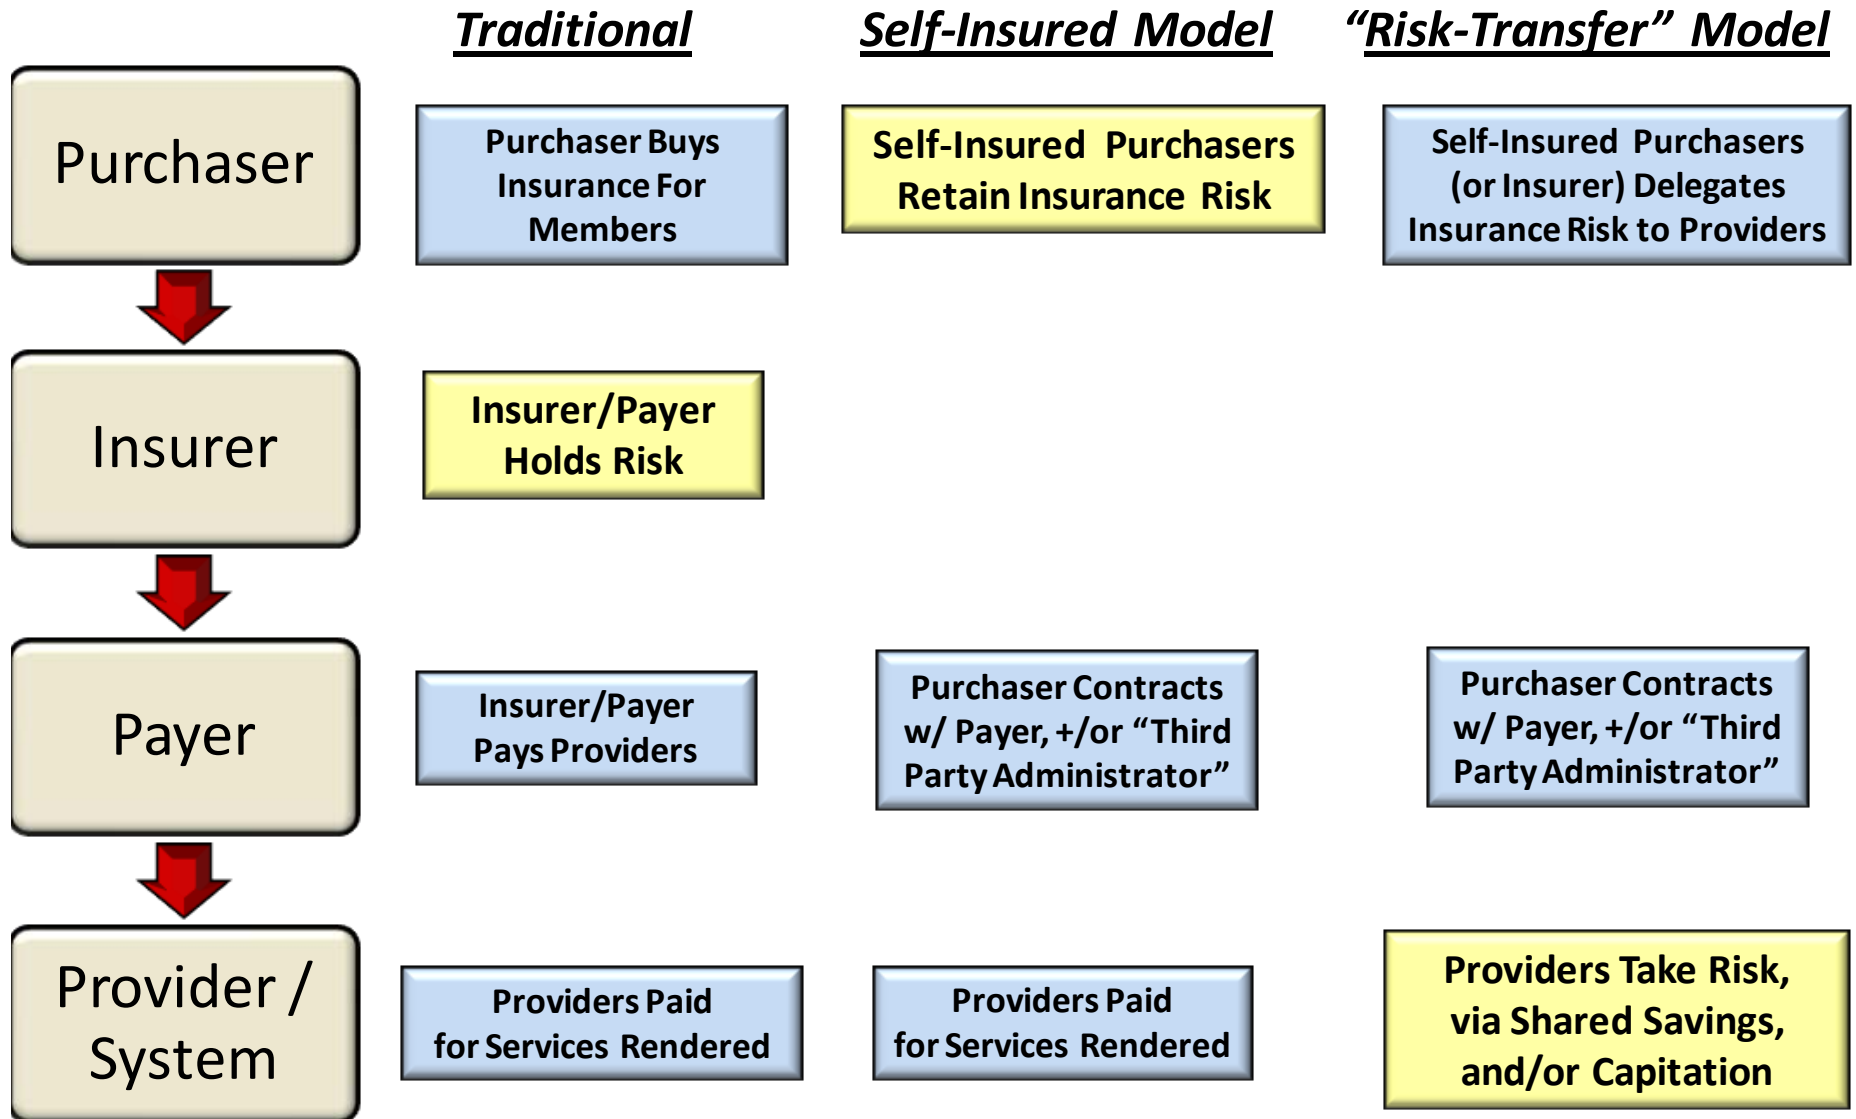 Traditional
Self-Insured Model
“Risk-Transfer” Model
Purchaser
Purchaser Buys
Insurance For
Members
Self-Insured Purchasers
Retain Insurance Risk
Self-Insured Purchasers
(or Insurer) Delegates
Insurance Risk to Providers
Insurer
Insurer/Payer
Holds Risk
Payer
Insurer/Payer
Pays Providers
Purchaser Contracts
w/ Payer, +/or “Third
Party Administrator”
Purchaser Contracts
w/ Payer, +/or “Third
Party Administrator”
Provider /
System
Providers Paid
for Services Rendered
Providers Paid
for Services Rendered
Providers Take Risk,
via Shared Savings,
and/or Capitation